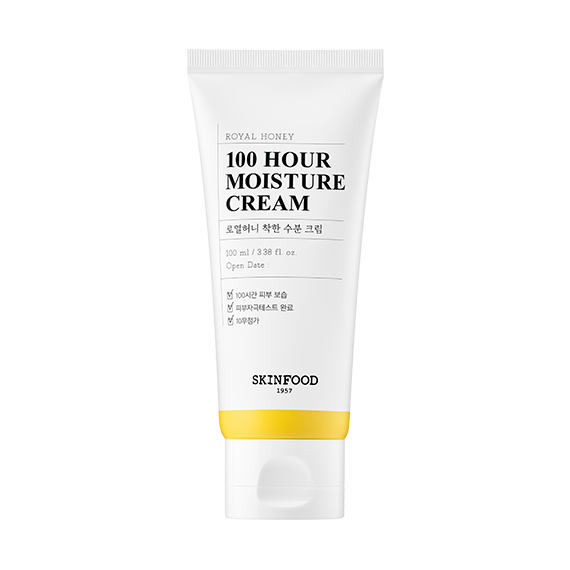 ROYAL HONEY
100 HOUR
MOISTURE
CREAM
로열허니 착한 수분 크림
100 ml / 3.38 fl. oz.
Open Date :
100시간 피부 보습
피부자극테스트 완료
10무첨가
SKINFOOD
1957